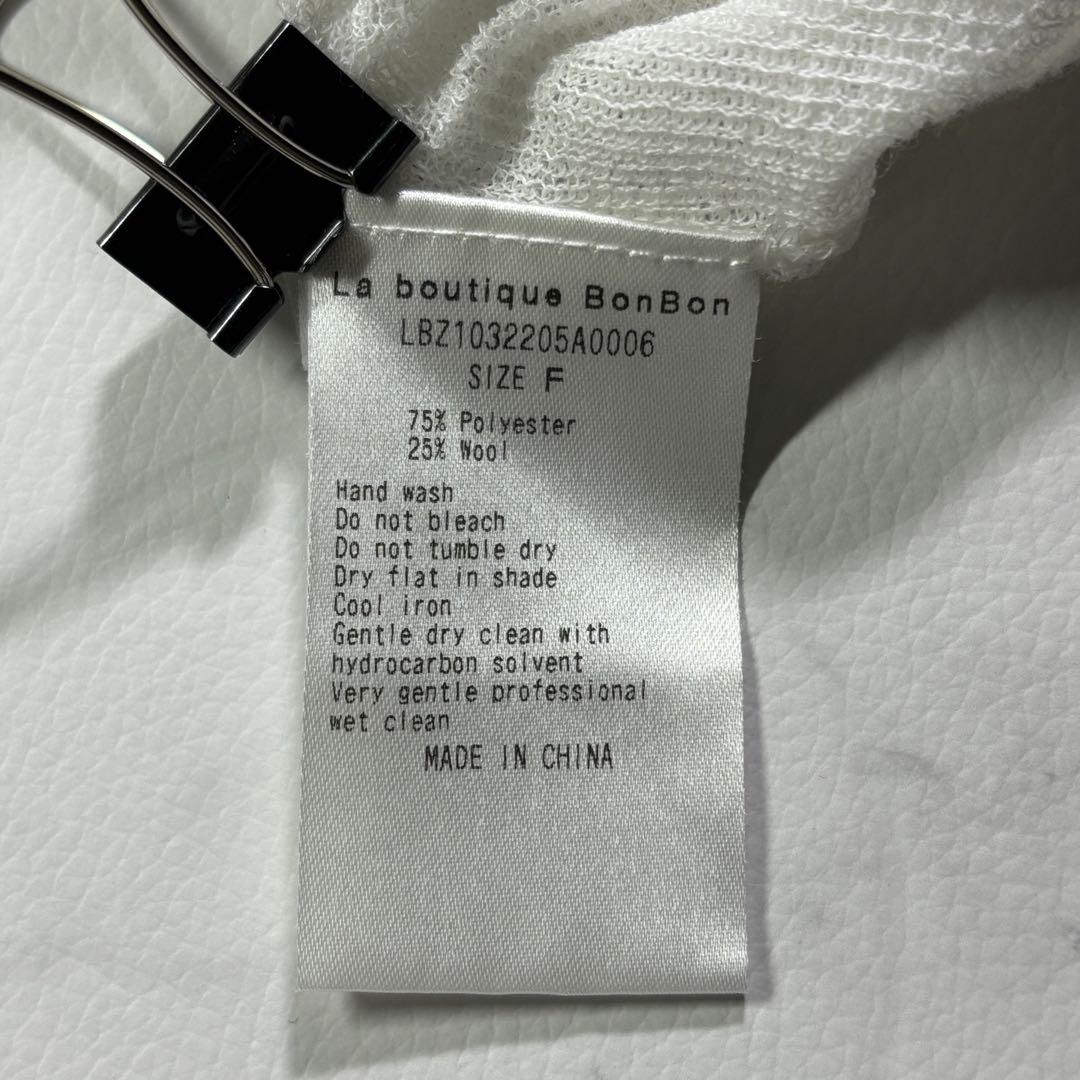 La boutique BonBon
LBZ1032205A0006
SIZE F
75% Polyester
25% Wool
Hand wash
Do not bleach
Do not tumble dry
Dry flat in shade
Cool iron
Gentle dry clean with
hydrocarbon solvent
Very gentle professional
wet clean
MADE IN CHINA